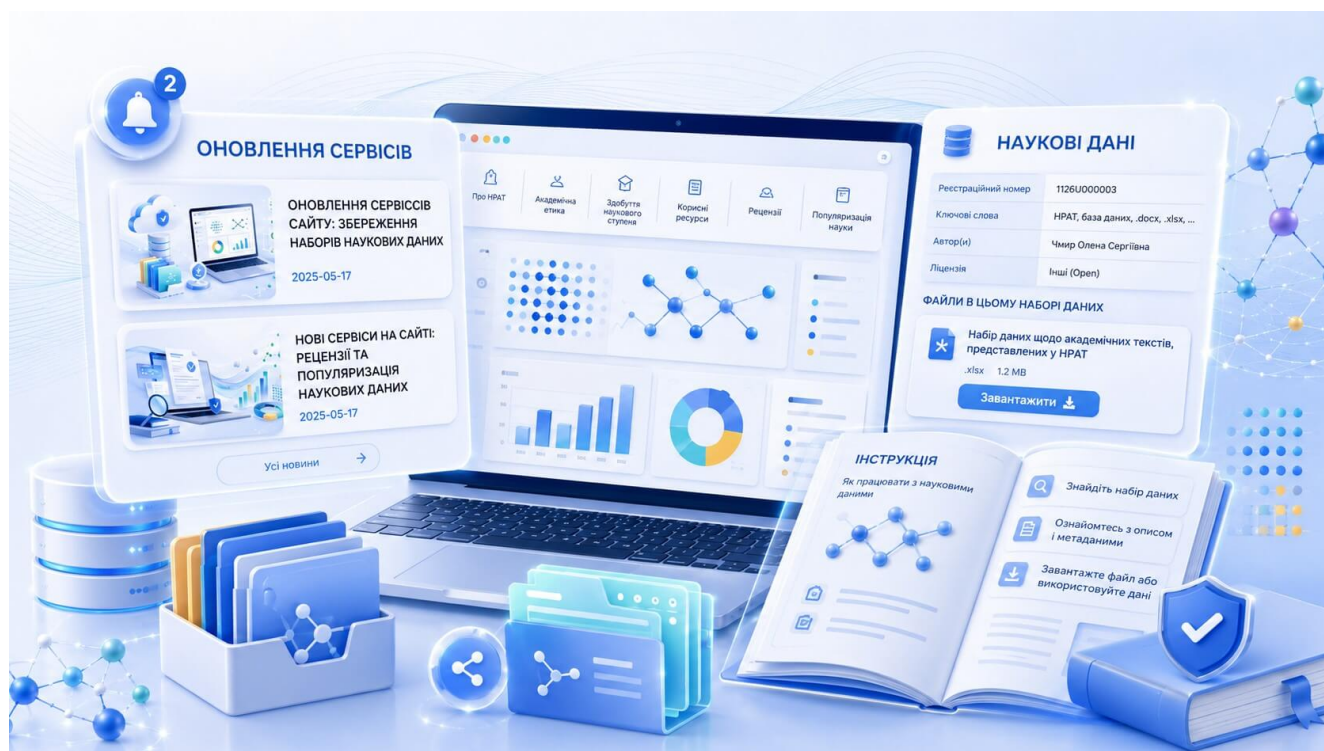 2
ОНОВЛЕННЯ СЕРВІСІВ
ОНОВЛЕННЯ СЕРВІССІВ
САЙТУ: ЗБЕРЕЖЕННЯ
НАБОРІВ НАУКОВИХ ДАНИХ
2025-05-17
НОВІ СЕРВІСИ НА САЙТІ:
РЕЦЕНЗІЇ ТА
ПОПУЛЯРИЗАЦІЯ
НАУКОВИХ ДАНИХ
2025-05-17
Усі новини
Про НРАТ
Академічна
етика
Здобуття
наукового
ступеня
Корисні
ресурси
Рецензії
Популяризація
науки
НАУКОВІ ДАНІ
Реєстраційний номер 1126U000003
Ключові слова НРАТ, база даних, .docx, .xlsx, ...
Автор(и) Чмир Олена Сергіївна
Ліцензія Інші (Open)
ФАЙЛИ В ЦЬОМУ НАБОРІ ДАНИХ
Набір даних щодо академічних текстів,
представлених у НРАТ
.xlsx 1.2 MB
Завантажити
ІНСТРУКЦІЯ
Як працювати з науковими
даними
Знайдіть набір даних
Ознайомтесь з описом
і метаданими
Завантажте файл або
використовуйте дані